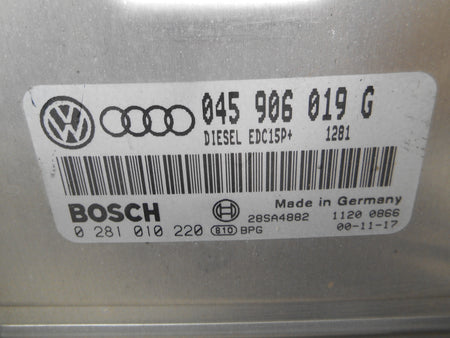 045 906 019 G
DIESEL EDC15P+ 1281
BOSCH 28SA4882 Made in Germany
1120 0866
0 281 010 220 610 BPG 00-11-17